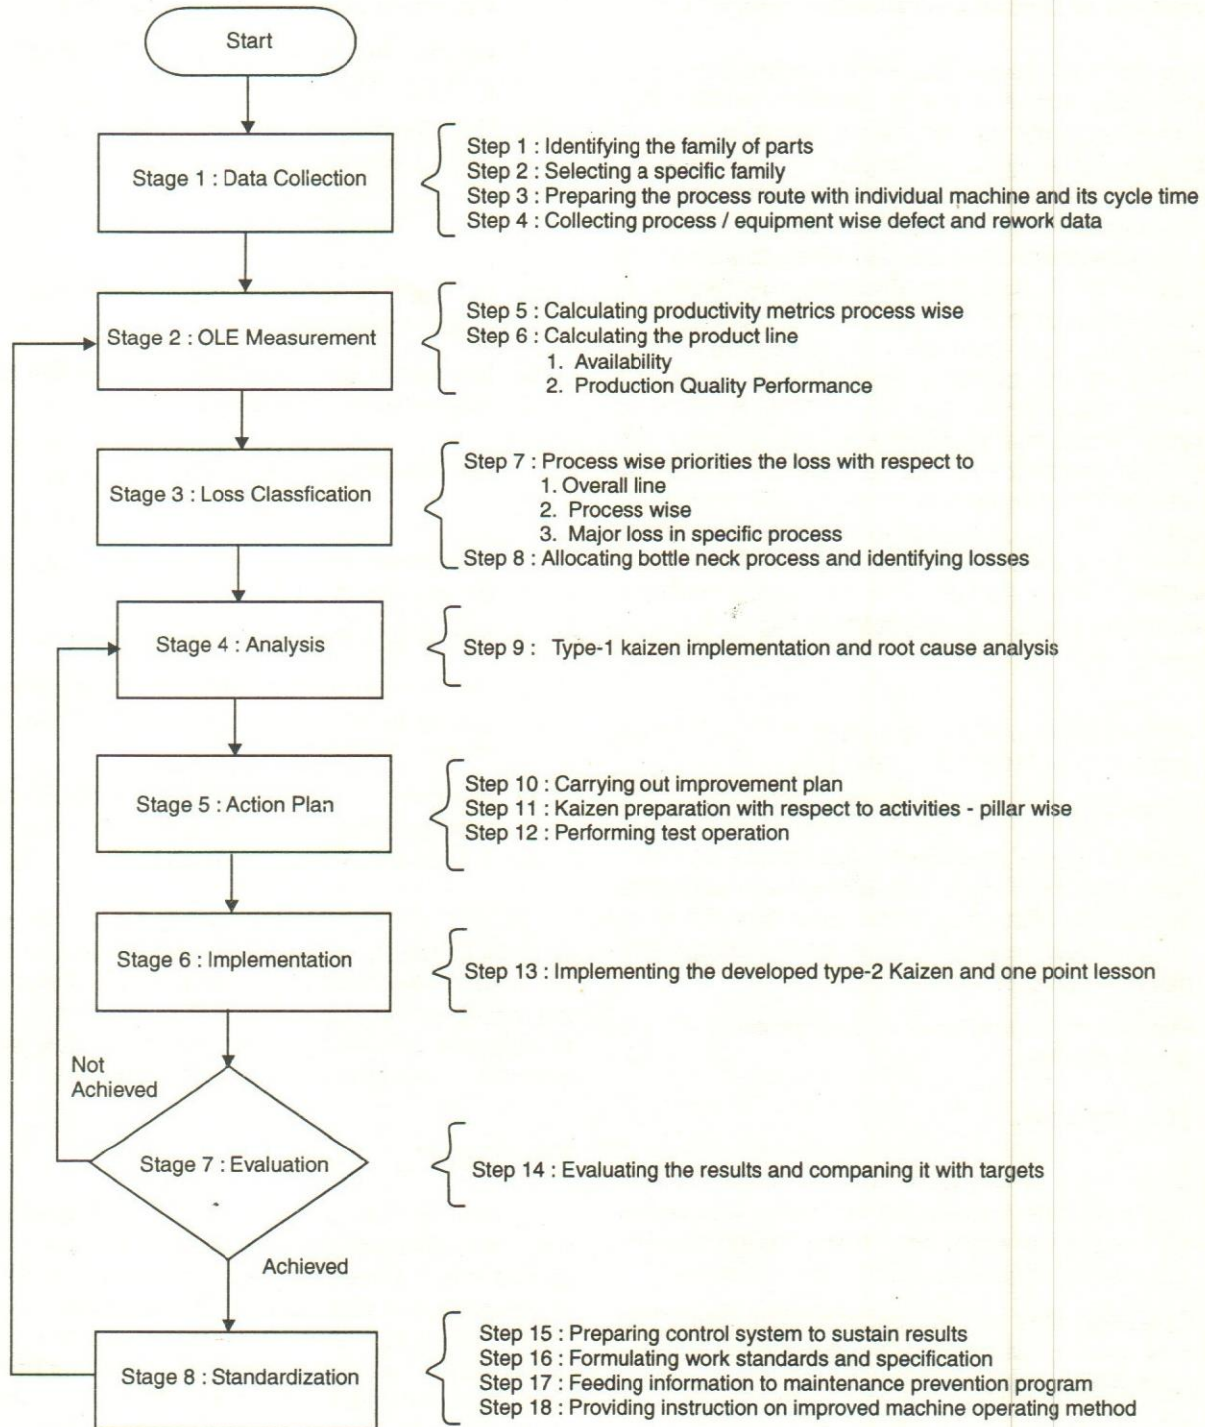 Start
Stage 1 : Data Collection
Step 1 : Identifying the family of parts
Step 2 : Selecting a specific family
Step 3 : Preparing the process route with individual machine and its cycle time
Step 4 : Collecting process / equipment wise defect and rework data
Stage 2 : OLE Measurement
Step 5 : Calculating productivity metrics process wise
Step 6 : Calculating the product line
1. Availability
2. Production Quality Performance
Stage 3 : Loss Classfication
Step 7 : Process wise priorities the loss with respect to
1. Overall line
2. Process wise
3. Major loss in specific process
Step 8 : Allocating bottle neck process and identifying losses
Stage 4 : Analysis
Step 9 : Type-1 kaizen implementation and root cause analysis
Stage 5 : Action Plan
Step 10 : Carrying out improvement plan
Step 11 : Kaizen preparation with respect to activities - pillar wise
Step 12 : Performing test operation
Stage 6 : Implementation
Step 13 : Implementing the developed type-2 Kaizen and one point lesson
Not
Achieved
Stage 7 : Evaluation
Step 14 : Evaluating the results and companing it with targets
Achieved
Stage 8 : Standardization
Step 15 : Preparing control system to sustain results
Step 16 : Formulating work standards and specification
Step 17 : Feeding information to maintenance prevention program
Step 18 : Providing instruction on improved machine operating method